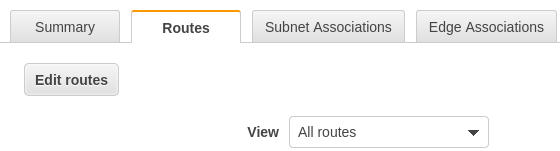 Summary
Routes
Subnet Associations
Edge Associations
Edit routes
View
All routes